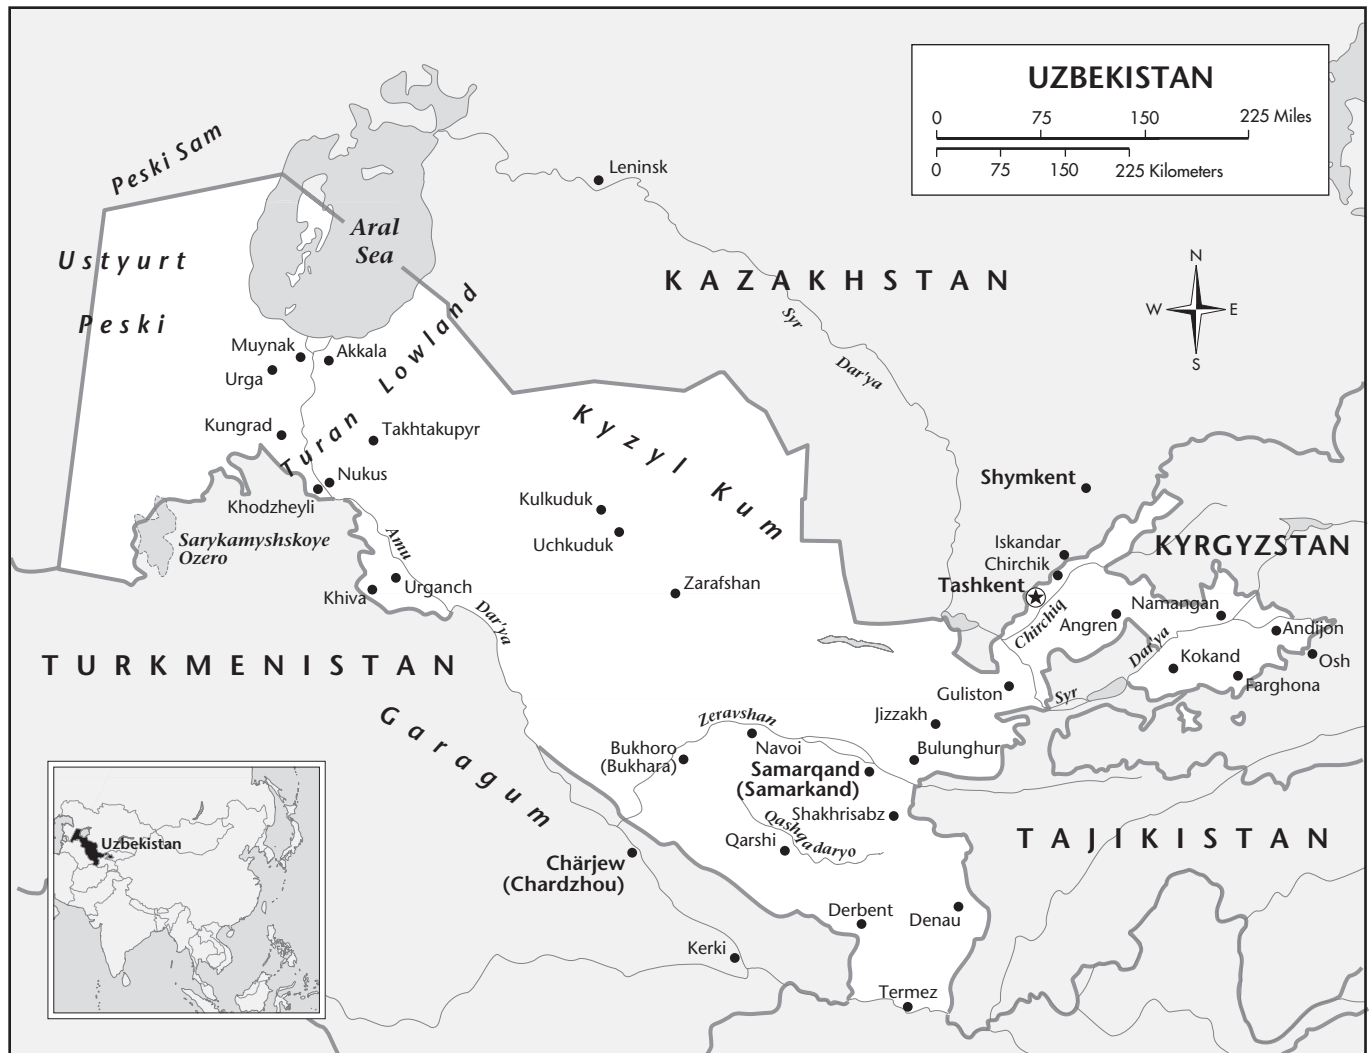 UZBEKISTAN
0 75 150 225 Miles
0 75 150 225 Kilometers
Peski Sam
Leninsk
Aral
Sea
Ustyurt
Peski
KAZAKHSTAN
N
W E
S
Syr
Dar'ya
Turan Lowland
Muynak
Akkala
Urga
Kungrad
Takhtakupyr
Kyzyl Kum
Nukus
Khodzheyli
Shymkent
Kulkuduk
Uchkuduk
Sarykamyshskoye
Ozero
Amu
Dar'ya
Iskandar
Chirchik
KYRGYZSTAN
Tashkent
Urganch
Khiva
Zarafshan
Chirchiq
Angren
Namangan
Andijon
Dar'ya
Kokand
Osh
Farghona
TURKMENISTAN
Guliston
Syr
Garagum
Jizzakh
Zeravshan
Bukhoro
(Bukhara)
Navoi
Bulunghur
Samarqand
(Samarkand)
Shakhrisabz
Qashqadaryo
Qarshi
TAJIKISTAN
Uzbekistan
Chärjew
(Chardzhou)
Derbent
Denau
Kerki
Termez